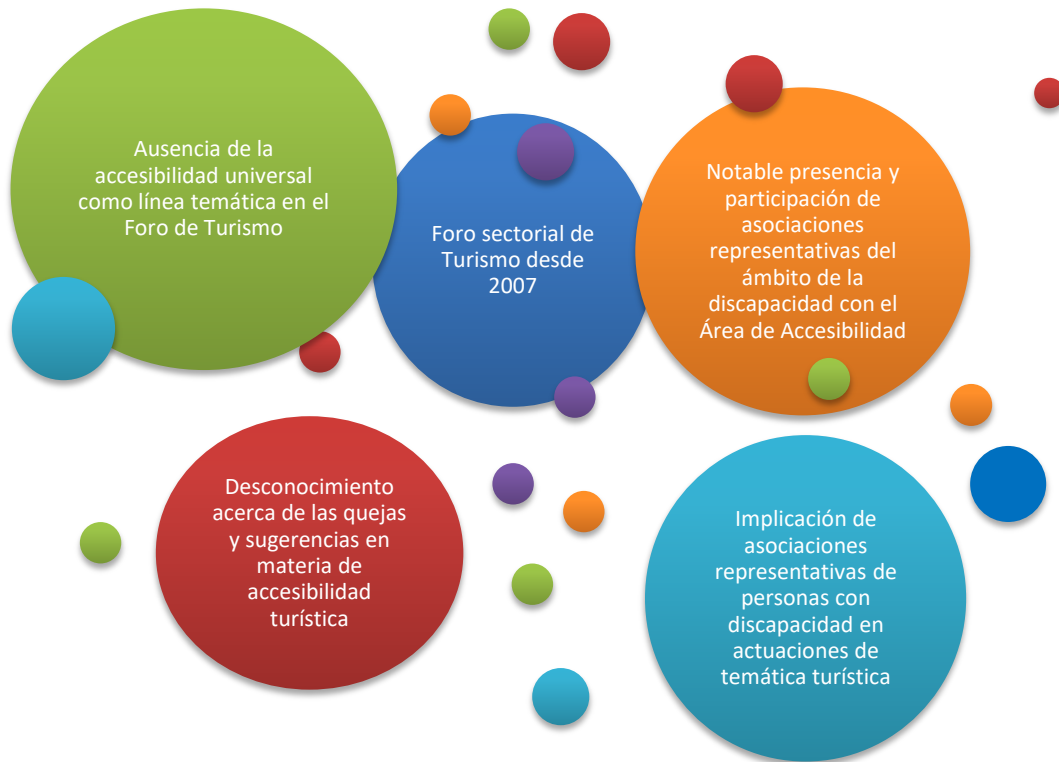 Ausencia de la
accesibilidad universal
como línea temática en el
Foro de Turismo
Foro sectorial de
Turismo desde
2007
Notable presencia y
participación de
asociaciones
representativas del
ámbito de la
discapacidad con el
Área de Accesibilidad
Desconocimiento
acerca de las quejas
y sugerencias en
materia de
accesibilidad
turística
Implicación de
asociaciones
representativas de
personas con
discapacidad en
actuaciones de
temática turística